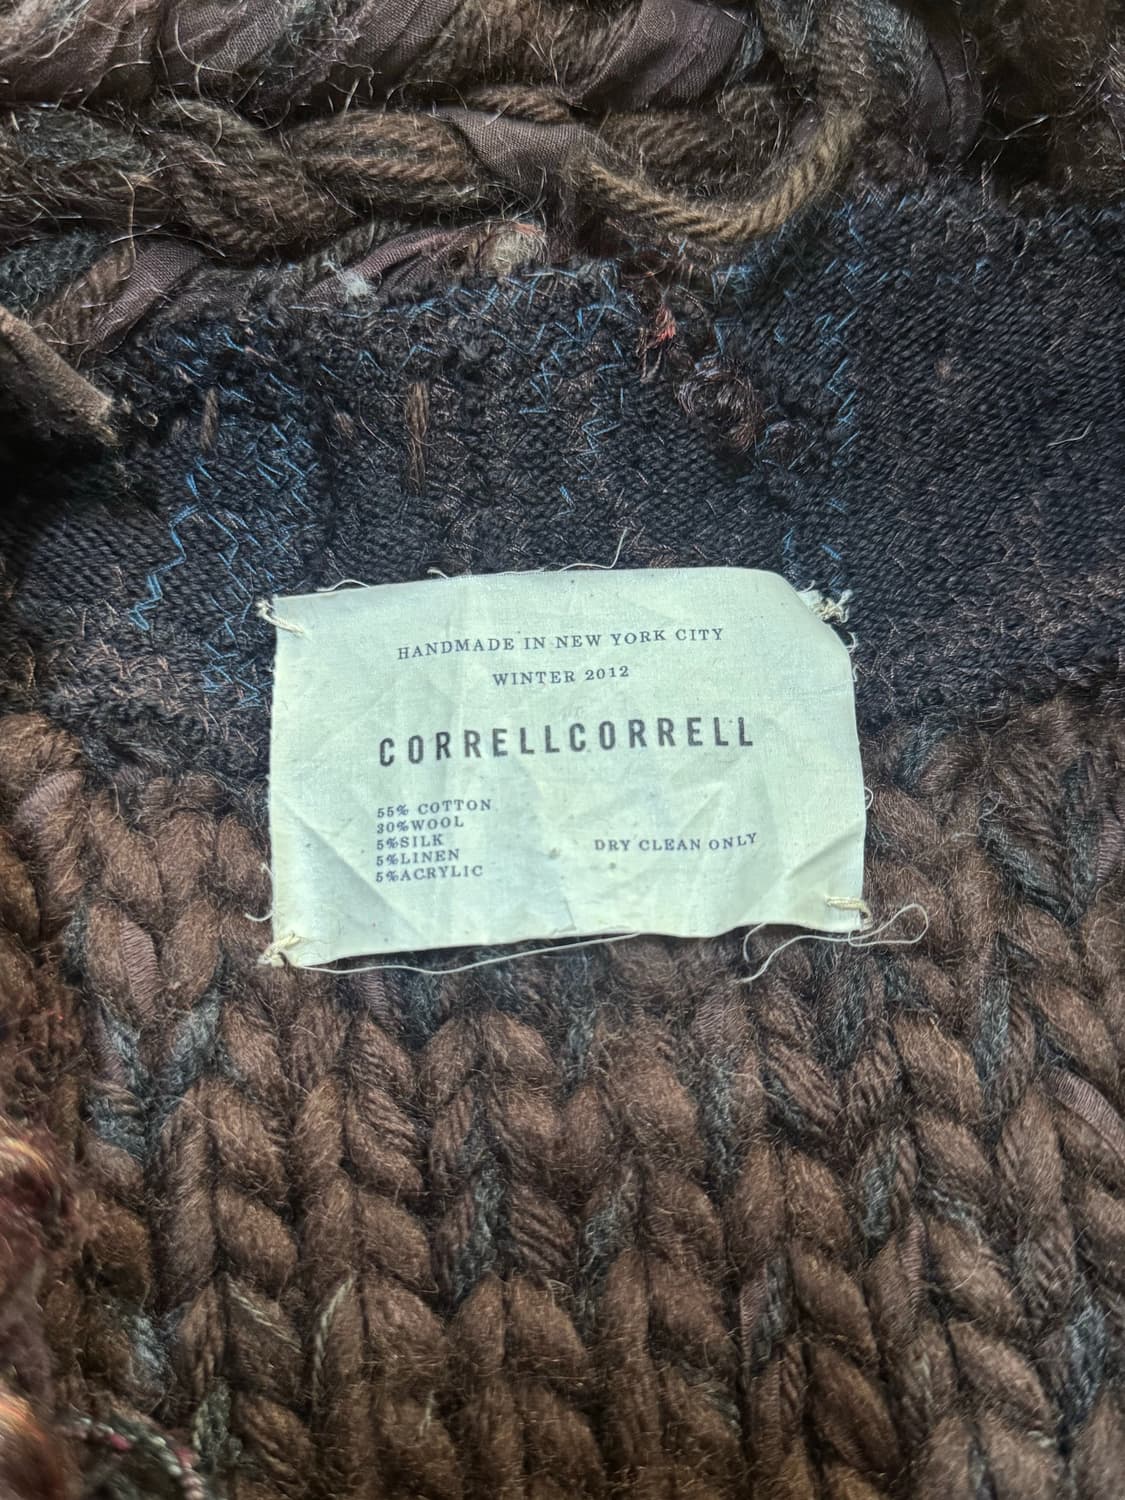 HANDMADE IN NEW YORK CITY
WINTER 2012
CORRELLCORRELL
55% COTTON
30%WOOL
5%SILK
5%LINEN
5%ACRYLIC
DRY CLEAN ONLY